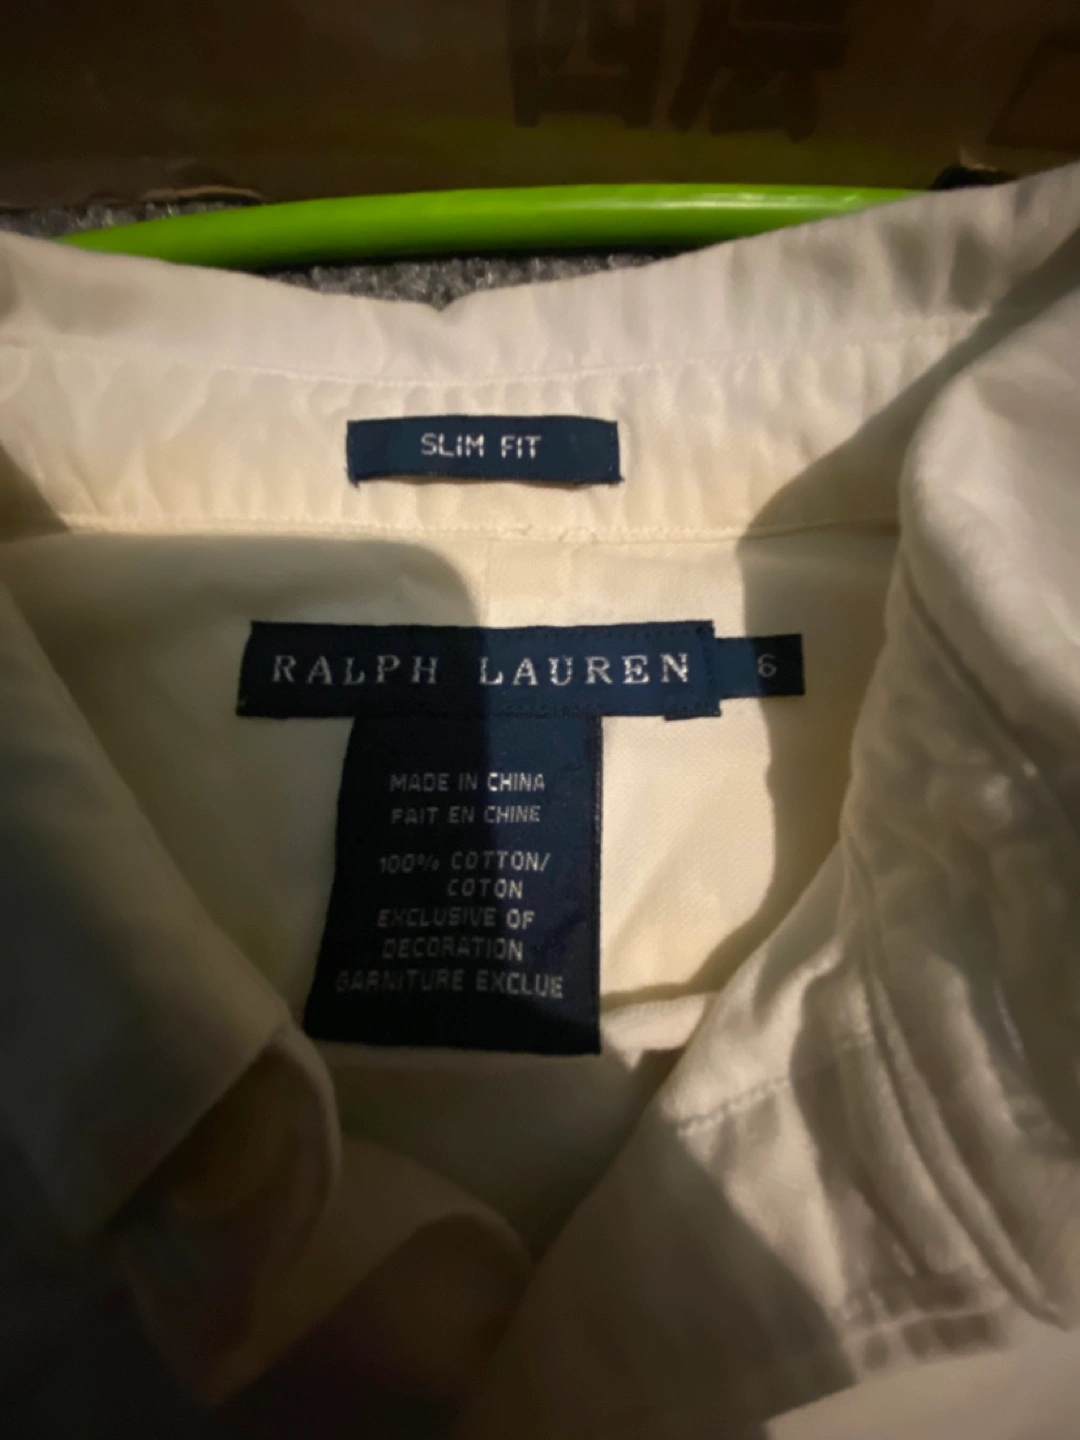 SLIM FIT
RALPH LAUREN 6
MADE IN CHINA
FAIT EN CHINE
100% COTTON/
COTON
EXCLUSIVE OF
DECORATION
GARNITURE EXCLUE